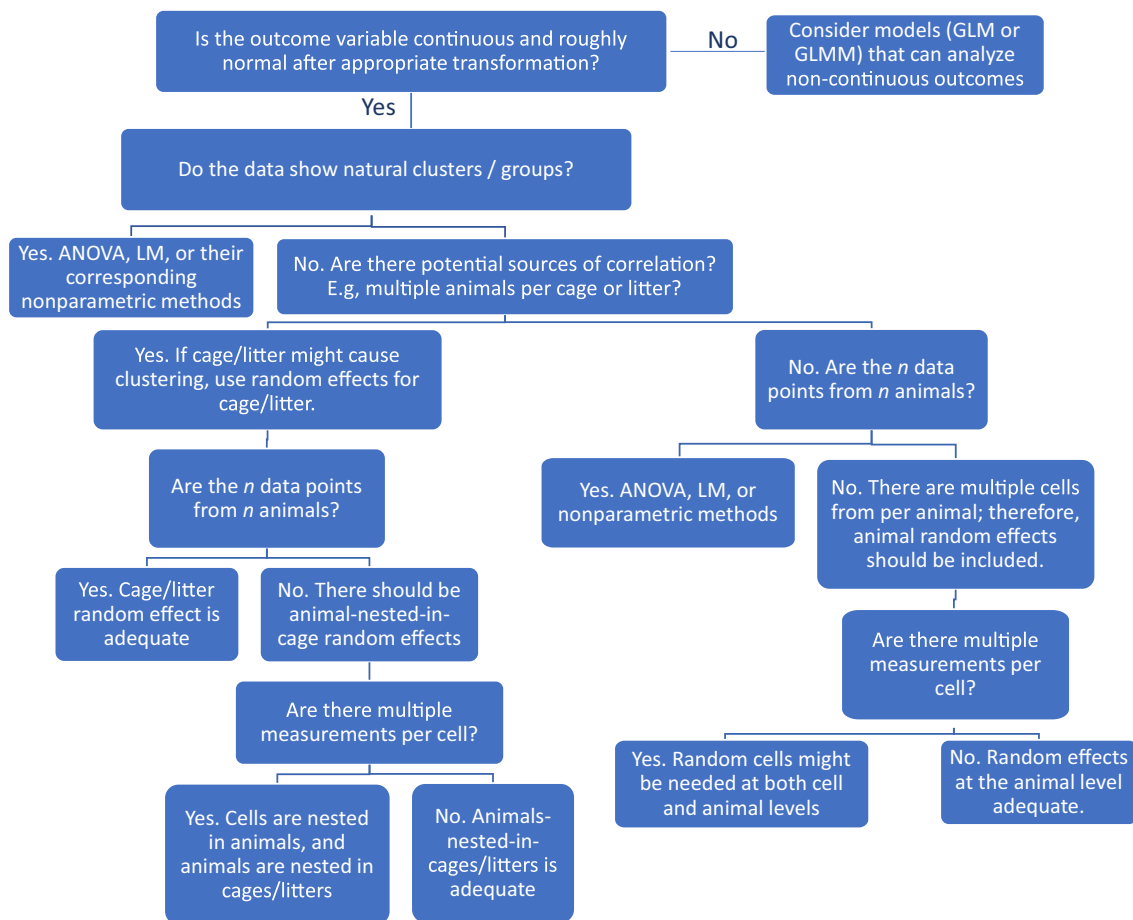 Is the outcome variable continuous and roughly
normal after appropriate transformation?
No
Consider models (GLM or
GLMM) that can analyze
non-continuous outcomes
Yes
Do the data show natural clusters / groups?
Yes. ANOVA, LM, or their
corresponding
nonparametric methods
No. Are there potential sources of correlation?
E.g, multiple animals per cage or litter?
Yes. If cage/litter might cause
clustering, use random effects for
cage/litter.
No. Are the n data
points from n animals?
Are the n data points
from n animals?
Yes. ANOVA, LM, or
nonparametric methods
No. There are multiple cells
from per animal; therefore,
animal random effects
should be included.
Yes. Cage/litter
random effect is
adequate
No. There should be
animal-nested-in-
cage random effects
Are there multiple
measurements per
cell?
Are there multiple
measurements per cell?
Yes. Random cells might
be needed at both cell
and animal levels
No. Random effects
at the animal level
adequate.
Yes. Cells are nested
in animals, and
animals are nested in
cages/litters
No. Animals-
nested-in-
cages/litters is
adequate